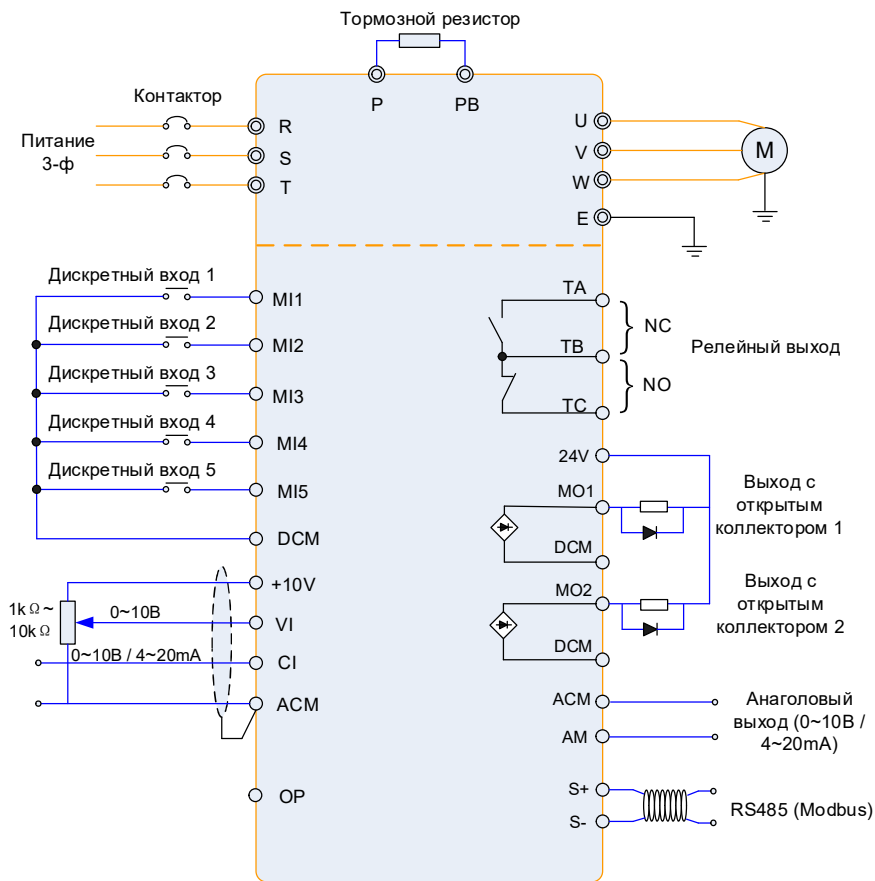 Тормозной резистор
P
PB
Контактор
Питание
3-ф
R
S
T
U
V
W
E
M
Дискретный вход 1
MI1
Дискретный вход 2
MI2
Дискретный вход 3
MI3
Дискретный вход 4
MI4
Дискретный вход 5
MI5
DCM
TA
TB
TC
NC
NO
Релейный выход
24V
MO1
DCM
Выход с
открытым
коллектором 1
MO2
DCM
Выход с
открытым
коллектором 2
+10V
1kΩ~
10kΩ
0~10В
VI
0~10В / 4~20mA
CI
ACM
OP
ACM
AM
Анаголовый
выход (0~10В /
4~20mA)
S+
S-
RS485 (Modbus)